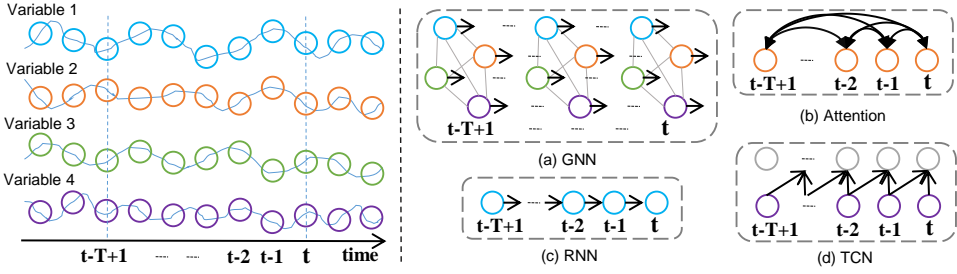 Variable 1
Variable 2
Variable 3
Variable 4
t-T+1 t-2 t-1 t time
t-T+1 t
(a) GNN
t-T+1 t-2 t-1 t
(b) Attention
t-T+1 t-2 t-1 t
(c) RNN
t-T+1 t-2 t-1 t
(d) TCN